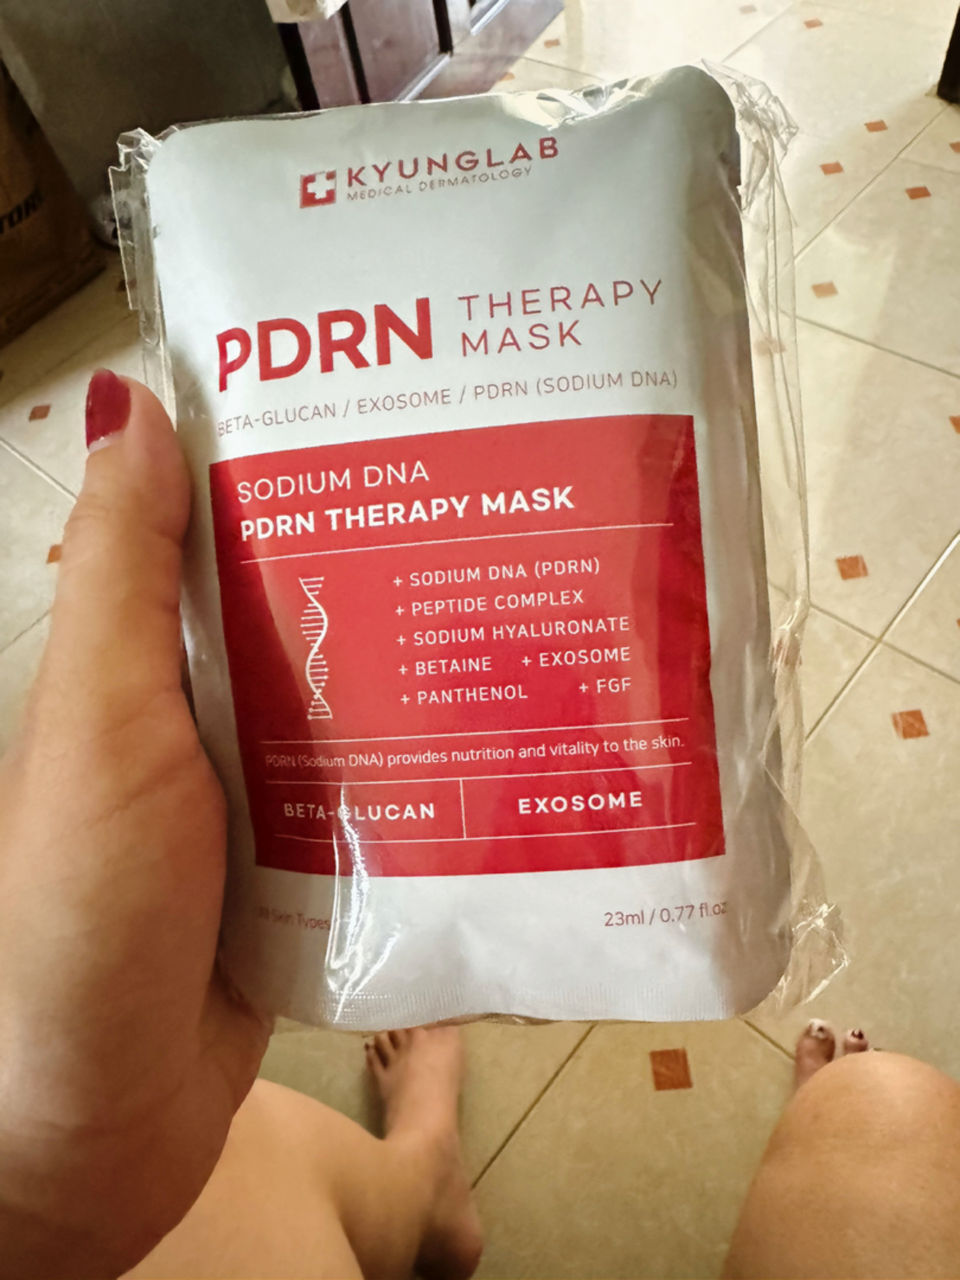 KYUNGLAB
MEDICAL DERMATOLOGY
PDRN THERAPY
MASK
BETA-GLUCAN / EXOSOME / PDRN (SODIUM DNA)
SODIUM DNA
PDRN THERAPY MASK
+ SODIUM DNA (PDRN)
+ PEPTIDE COMPLEX
+ SODIUM HYALURONATE
+ BETAINE + EXOSOME
+ PANTHENOL + FGF
PDRN (Sodium DNA) provides nutrition and vitality to the skin.
BETA-GLUCAN EXOSOME
Skin Types 23ml / 0.77 fl.oz